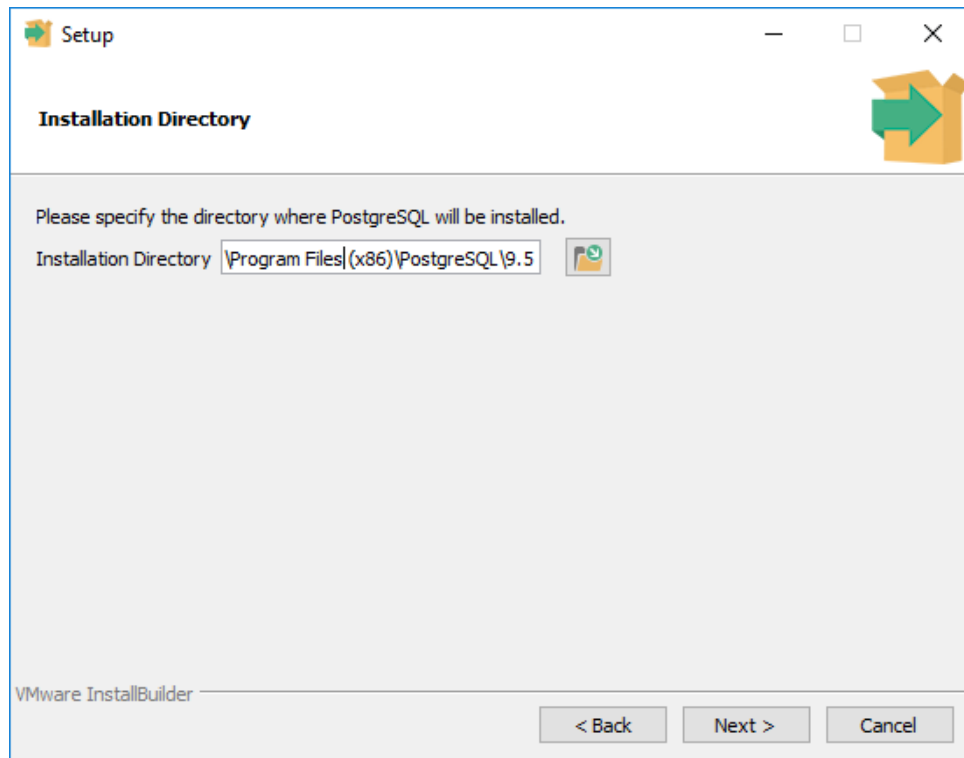 Setup
Installation Directory
Please specify the directory where PostgreSQL will be installed.
Installation Directory \Program Files (x86)\PostgreSQL\9.5
VMware InstallBuilder
< Back Next > Cancel